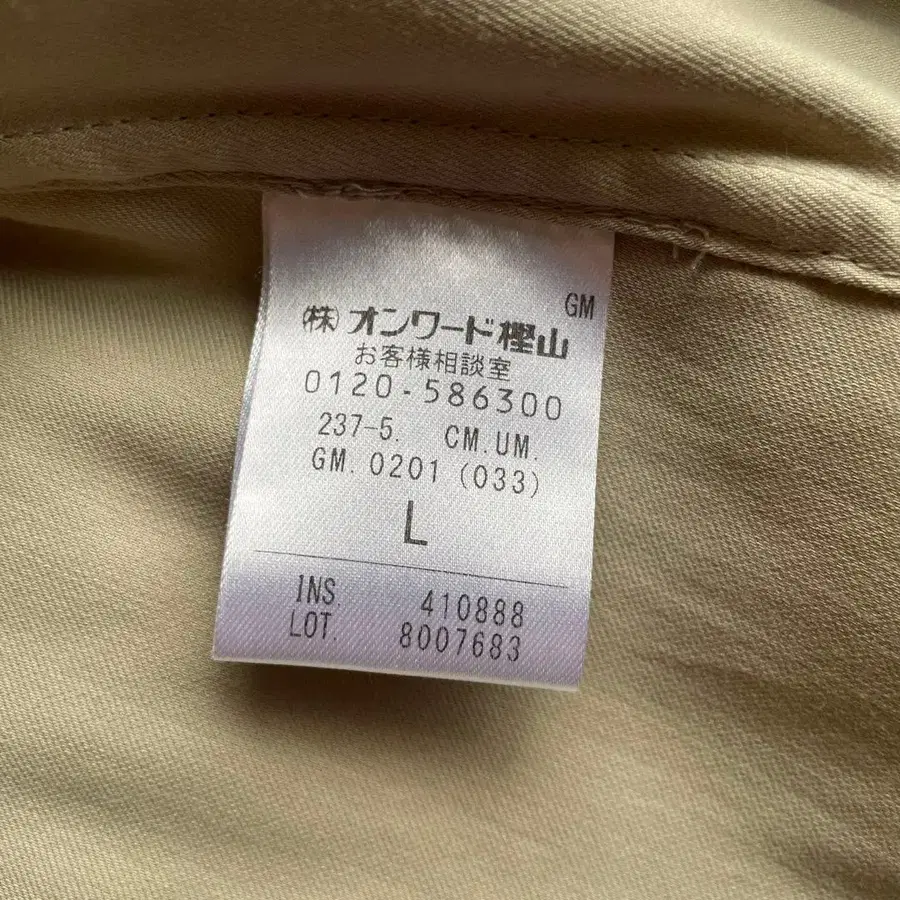 GM
㈱オンワード樫山
お客様相談室
0120-586300
237-5. CM.UM.
GM.0201(033)
L
INS. 410888
LOT. 8007683